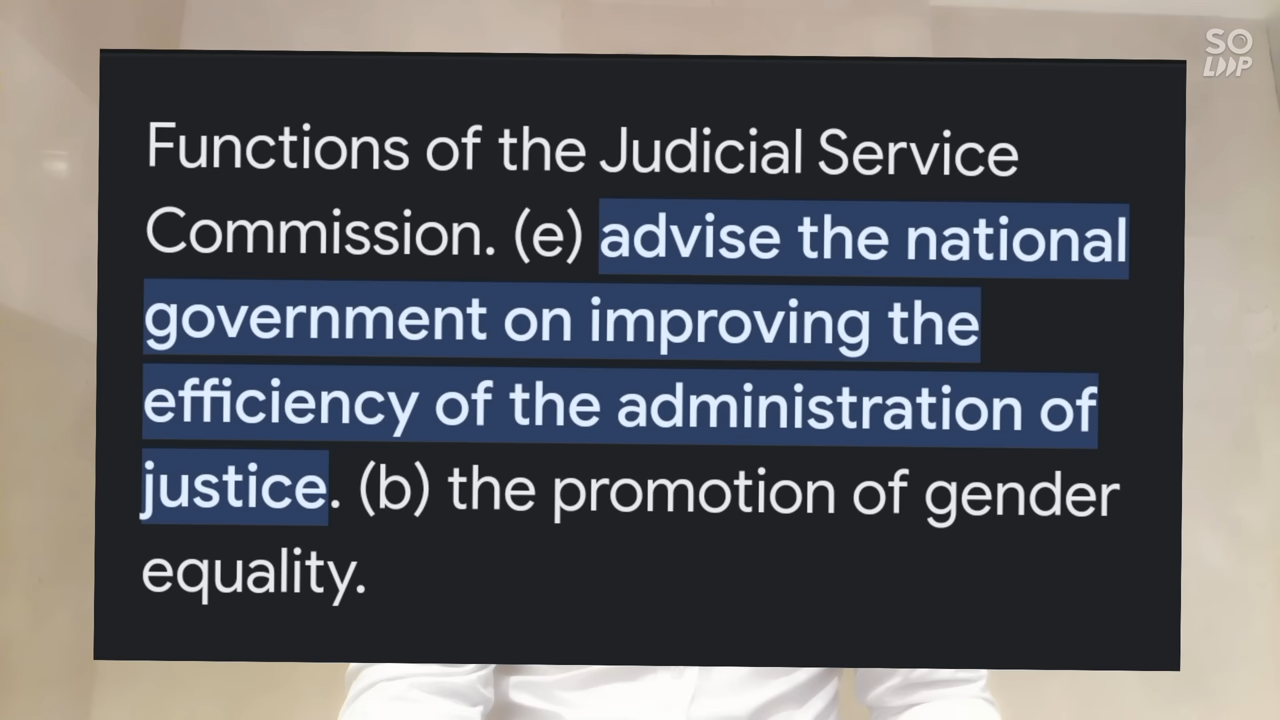 SO
LOOP
Functions of the Judicial Service
Commission. (e) advise the national
government on improving the
efficiency of the administration of
justice. (b) the promotion of gender
equality.